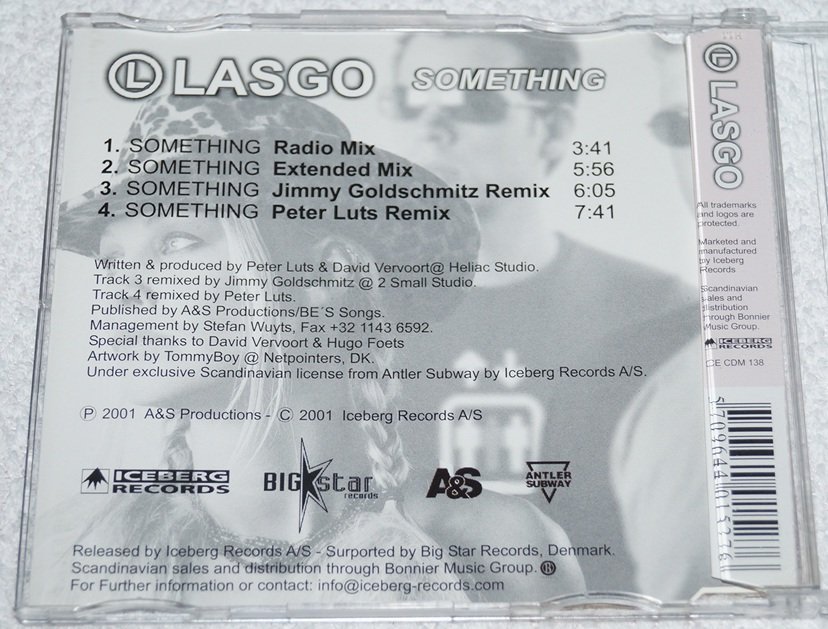 LASGO SOMETHING
1. SOMETHING Radio Mix 3:41
2. SOMETHING Extended Mix 5:56
3. SOMETHING Jimmy Goldschmitz Remix 6:05
4. SOMETHING Peter Luts Remix 7:41
Written & produced by Peter Luts & David Vervoort@ Heliac Studio.
Track 3 remixed by Jimmy Goldschmitz @ 2 Small Studio.
Track 4 remixed by Peter Luts.
Published by A&S Productions/BE´S Songs.
Management by Stefan Wuyts, Fax +32 1143 6592.
Special thanks to David Vervoort & Hugo Foets
Artwork by TommyBoy @ Netpointers, DK.
Under exclusive Scandinavian license from Antler Subway by Iceberg Records A/S.
Ⓟ 2001 A&S Productions - © 2001 Iceberg Records A/S
ICEBERG
RECORDS
BIG star
records
A&S
ANTLER
SUBWAY
Released by Iceberg Records A/S - Surported by Big Star Records, Denmark.
Scandinavian sales and distribution through Bonnier Music Group.
For Further information or contact: info@iceberg-records.com
LASGO
All trademarks
and logos are
protected.
Marketed and
manufactured
by Iceberg
Records
Scandinavian
sales and
distribution
through Bonnier
Music Group.
ICEBERG
RECORDS
CDM 138